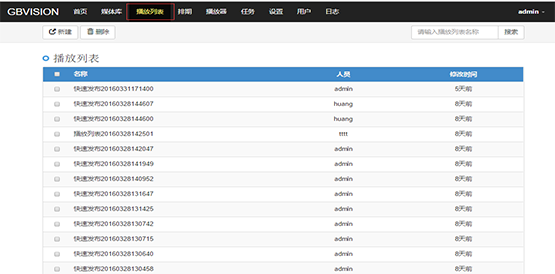 GBVISION 首页 媒体库 播放列表 排期 播放器 任务 设置 用户 日志 admin
新建 删除 请输入播放列表名称 搜索
播放列表
名称 人员 修改时间
快速发布20160331171400 admin 5天前
快速发布20160328144607 huang 8天前
快速发布20160328144600 huang 8天前
播放列表20160328142501 tttt 8天前
快速发布20160328142047 admin 8天前
快速发布20160328141949 admin 8天前
快速发布20160328140952 admin 8天前
快速发布20160328131647 admin 8天前
快速发布20160328131425 admin 8天前
快速发布20160328130742 admin 8天前
快速发布20160328130715 admin 8天前
快速发布20160328130640 admin 8天前
快速发布20160328130458 admin 8天前